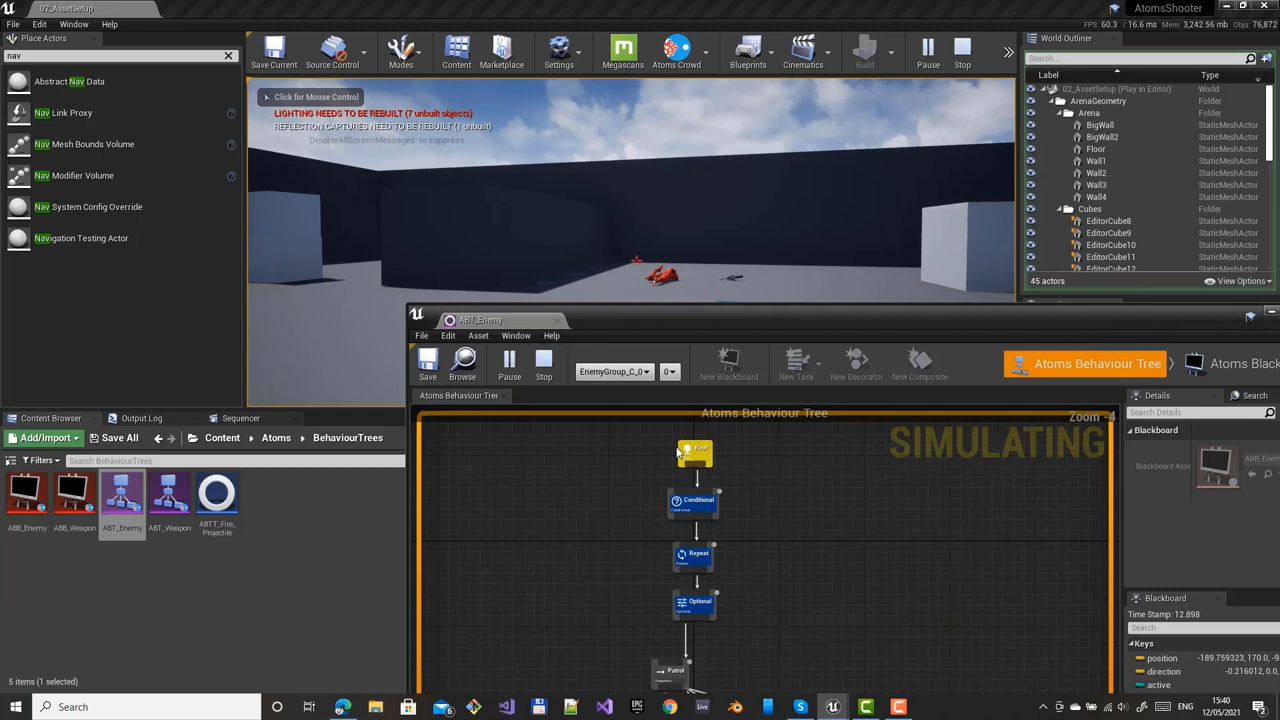 02_AssetSetup
AtomsShooter
File Edit Window Help
FPS: 60.3 / 16.6 ms Mem: 3,242.56 mb Objs: 76,872
Place Actors
nav
Abstract Nav Data
Nav Link Proxy
Nav Mesh Bounds Volume
Nav Modifier Volume
Nav System Config Override
Navigation Testing Actor
Save Current
Source Control
Modes
Content
Marketplace
Settings
Megascans
Atoms Crowd
Blueprints
Cinematics
Build
Pause
Stop
Click for Mouse Control
LIGHTING NEEDS TO BE REBUILT (7 unbuilt objects)
REFLECTION CAPTURES NEED TO BE REBUILT (1 unbuilt)
'DisableAllScreenMessages' to suppress
World Outliner
Search...
Label Type
02_AssetSetup (Play In Editor) World
ArenaGeometry Folder
Arena Folder
BigWall StaticMeshActor
BigWall2 StaticMeshActor
Floor StaticMeshActor
Wall1 StaticMeshActor
Wall2 StaticMeshActor
Wall3 StaticMeshActor
Wall4 StaticMeshActor
Cubes Folder
EditorCube8 StaticMeshActor
EditorCube9 StaticMeshActor
EditorCube10 StaticMeshActor
EditorCube11 StaticMeshActor
EditorCube12 StaticMeshActor
45 actors
View Options
ABT_Enemy
File Edit Asset Window Help
Save
Browse
Pause
Stop
EnemyGroup_C_0
0
New Blackboard
New Task
New Decorator
New Composite
Atoms Behaviour Tree
Atoms Blac
Atoms Behaviour Tree
Atoms Behaviour Tree
Zoom -4
SIMULATING
Root
Conditional
Conditional
Repeat
Repeat
Optional
Optional
Patrol
Sequence
Details Search
Search Details
Blackboard
Blackboard Asse
ABB_Enemy
Blackboard
Time Stamp: 12.898
Search
Keys
position -189.759323, 170.0, -9
direction -0.216012, 0.0,
active
Content Browser
Output Log
Sequencer
Add/Import
Save All
Content
Atoms
BehaviourTrees
Filters
Search BehaviourTrees
ABB_Enemy
ABB_Weapon
ABT_Enemy
ABT_Weapon
ABTT_Fire_
Projectile
5 items (1 selected)
Search
15:40
12/05/2021